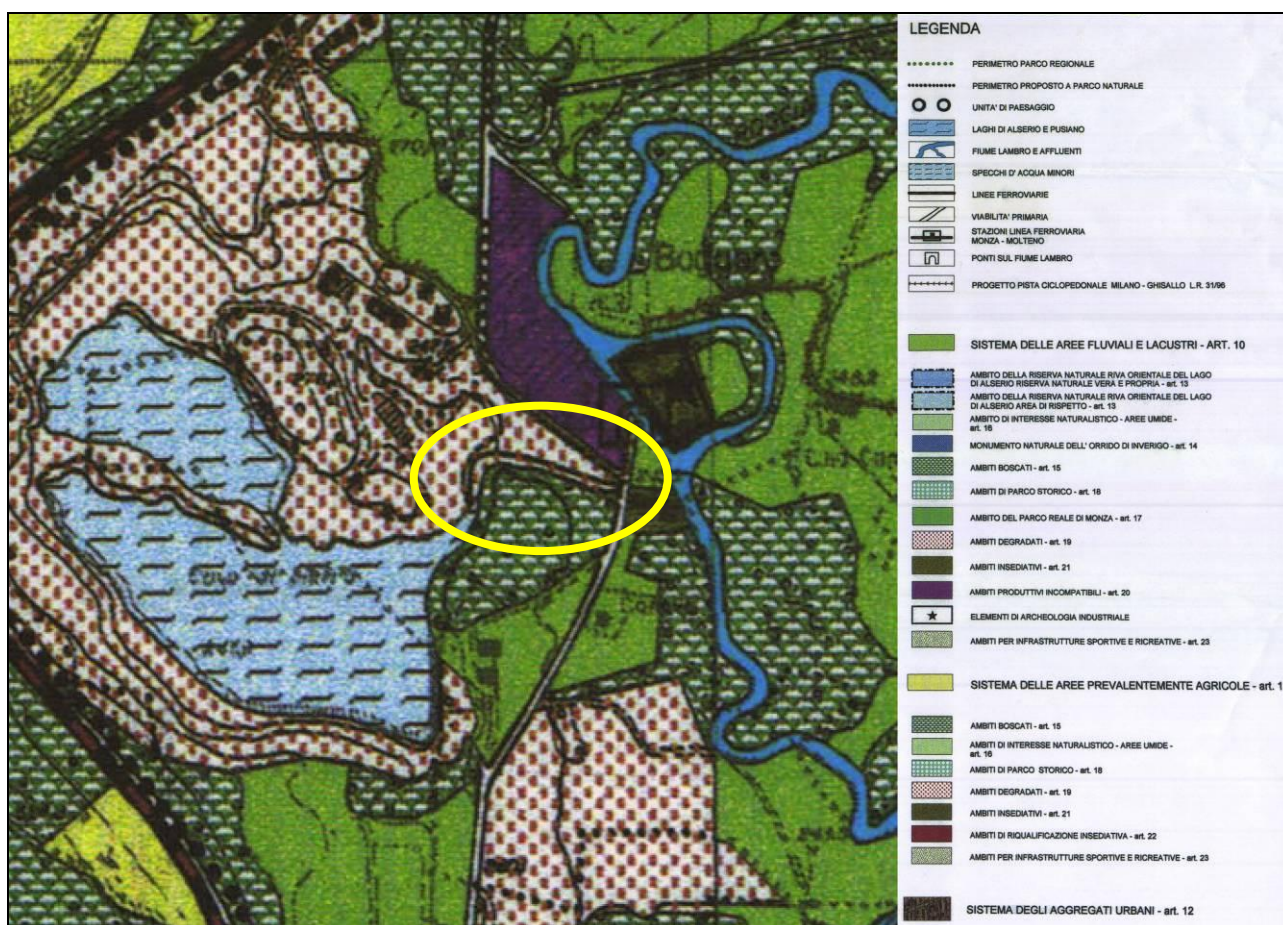 LEGENDA
PERIMETRO PARCO REGIONALE
PERIMETRO PROPOSTO A PARCO NATURALE
UNITA' DI PAESAGGIO
LAGHI DI ALSERIO E PUSIANO
FIUME LAMBRO E AFFLUENTI
SPECCHI D' ACQUA MINORI
LINEE FERROVIARIE
VIABILITA' PRIMARIA
STAZIONI LINEA FERROVIARIA
MONZA - MOLTENO
PONTI SUL FIUME LAMBRO
PROGETTO PISTA CICLOPEDONALE MILANO - GHISALLO L.R. 31/96
SISTEMA DELLE AREE FLUVIALI E LACUSTRI - ART. 10
AMBITO DELLA RISERVA NATURALE RIVA ORIENTALE DEL LAGO
DI ALSERIO RISERVA NATURALE VERA E PROPRIA - art. 13
AMBITO DELLA RISERVA NATURALE RIVA ORIENTALE DEL LAGO
DI ALSERIO AREA DI RISPETTO - art. 13
AMBITO DI INTERESSE NATURALISTICO - AREE UMIDE -
art. 16
MONUMENTO NATURALE DELL' ORRIDO DI INVERIGO - art. 14
AMBITI BOSCATI - art. 15
AMBITI DI PARCO STORICO - art. 18
AMBITO DEL PARCO REALE DI MONZA - art. 17
AMBITI DEGRADATI - art. 19
AMBITI INSEDIATIVI - art. 21
AMBITI PRODUTTIVI INCOMPATIBILI - art. 20
ELEMENTI DI ARCHEOLOGIA INDUSTRIALE
AMBITI PER INFRASTRUTTURE SPORTIVE E RICREATIVE - art. 23
SISTEMA DELLE AREE PREVALENTEMENTE AGRICOLE - art. 1
AMBITI BOSCATI - art. 15
AMBITI DI INTERESSE NATURALISTICO - AREE UMIDE -
art. 16
AMBITI DI PARCO STORICO - art. 18
AMBITI DEGRADATI - art. 19
AMBITI INSEDIATIVI - art. 21
AMBITI DI RIQUALIFICAZIONE INSEDIATIVA - art. 22
AMBITI PER INFRASTRUTTURE SPORTIVE E RICREATIVE - art. 23
SISTEMA DEGLI AGGREGATI URBANI - art. 12